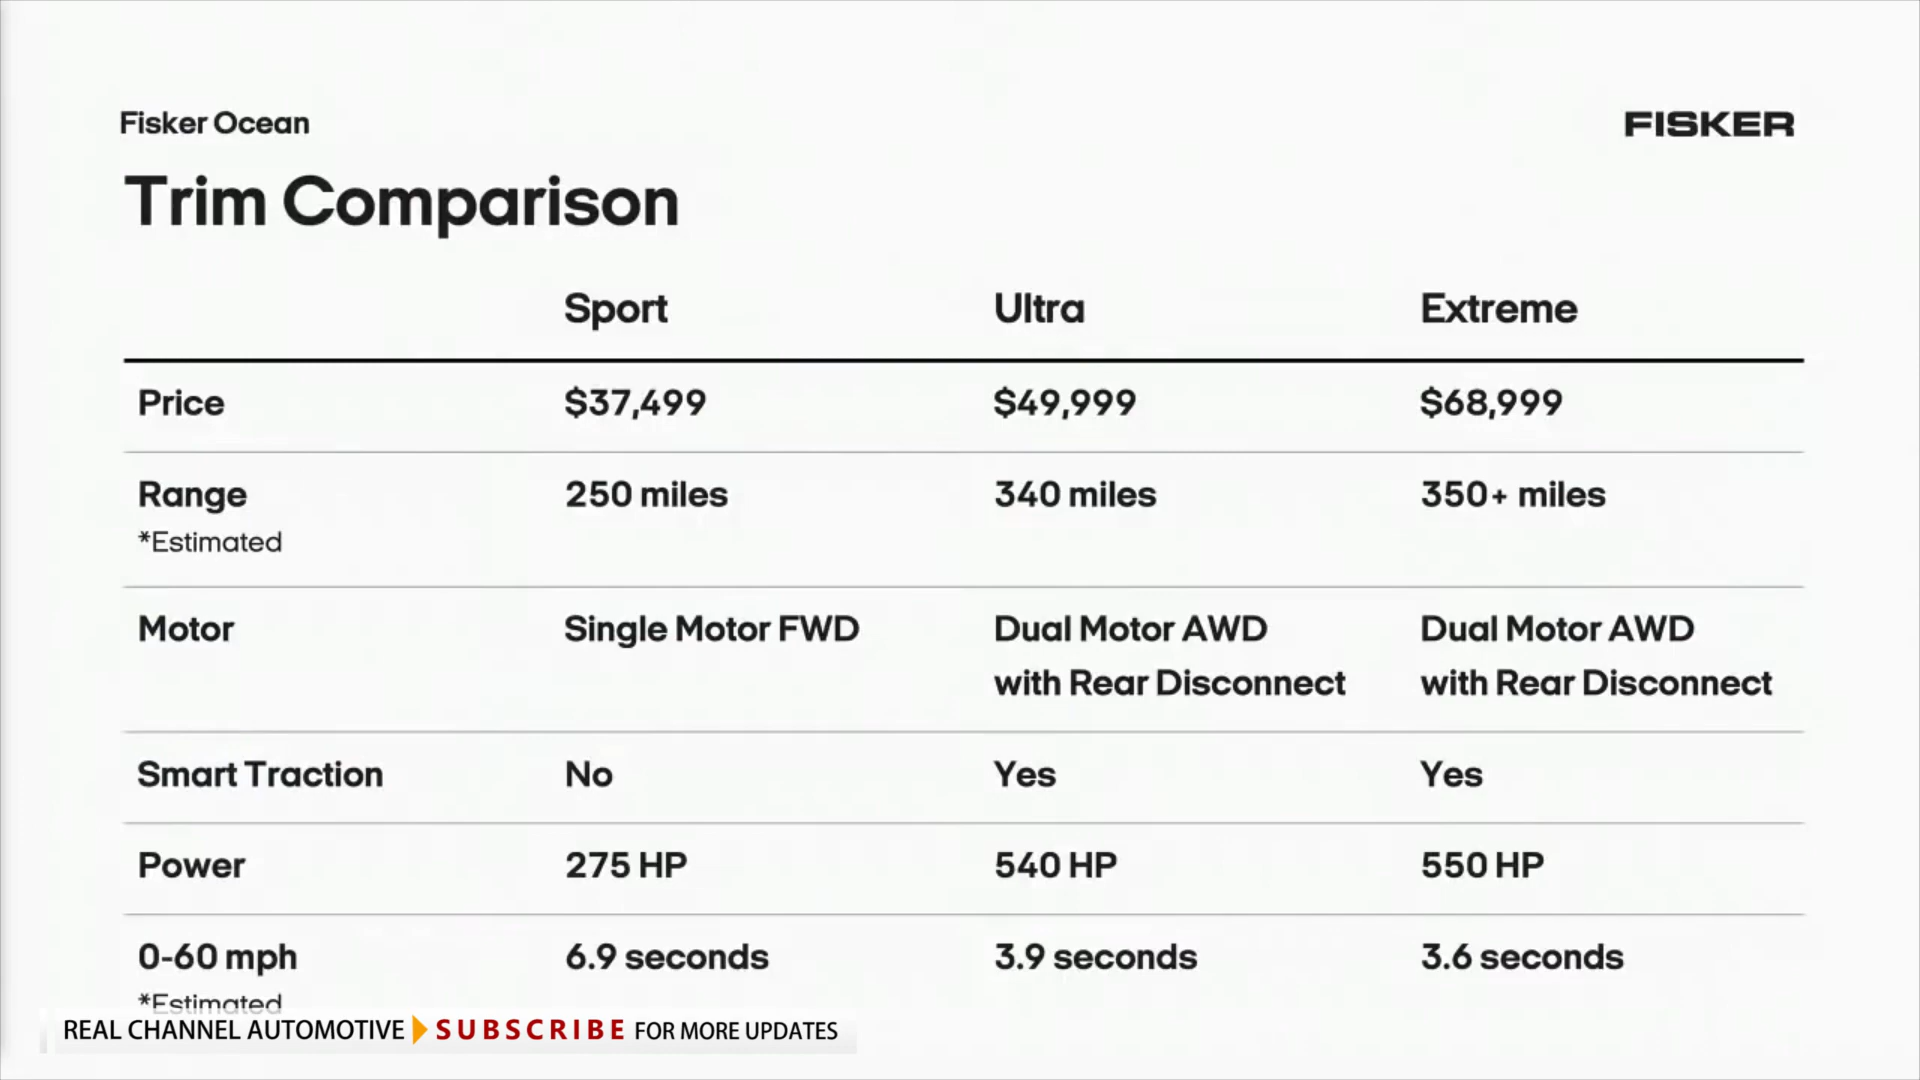 Fisker Ocean
FISKER
Trim Comparison
Sport Ultra Extreme
Price $37,499 $49,999 $68,999
Range 250 miles 340 miles 350+ miles
*Estimated
Motor Single Motor FWD Dual Motor AWD Dual Motor AWD
with Rear Disconnect with Rear Disconnect
Smart Traction No Yes Yes
Power 275 HP 540 HP 550 HP
0-60 mph 6.9 seconds 3.9 seconds 3.6 seconds
*Estimated
REAL CHANNEL AUTOMOTIVE SUBSCRIBE FOR MORE UPDATES